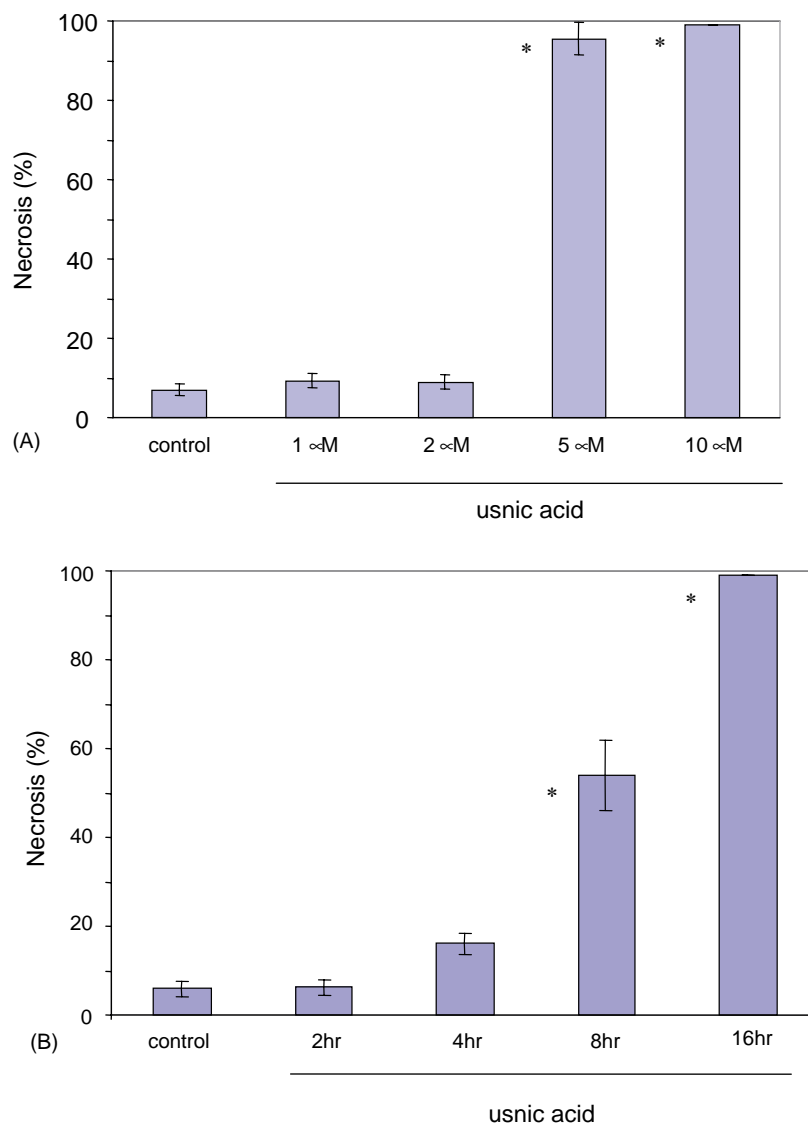 100
80
60
40
20
0
Necrosis (%)
*
*
(A)
control 1 ∝M 2 ∝M 5 ∝M 10 ∝M
usnic acid
100
80
60
40
20
0
Necrosis (%)
*
*
(B)
control 2hr 4hr 8hr 16hr
usnic acid